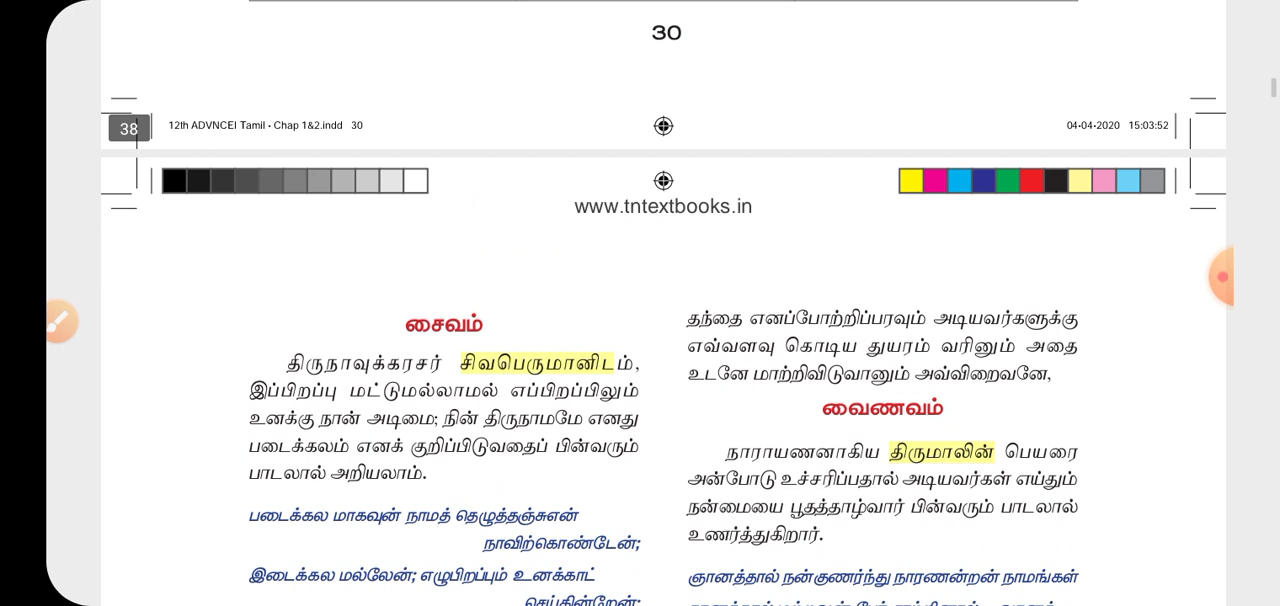 30
38
12th ADVNCEI Tamil • Chap 1&2.indd 30
04-04-2020 15:03:52
www.tntextbooks.in
சைவம்
திருநாவுக்கரசர் சிவபெருமானிடம்,
இப்பிறப்பு மட்டுமல்லாமல் எப்பிறப்பிலும்
உனக்கு நான் அடிமை; நின் திருநாமமே எனது
படைக்கலம் எனக் குறிப்பிடுவதைப் பின்வரும்
பாடலால் அறியலாம்.
படைக்கல மாகவுன் நாமத் தெழுத்தஞ்சுஎன்
நாவிற்கொண்டேன்;
இடைக்கல மல்லேன்; எழுபிறப்பும் உனக்காட்
செய்கின்றேன்;
தந்தை எனப்போற்றிப்பரவும் அடியவர்களுக்கு
எவ்வளவு கொடிய துயரம் வரினும் அதை
உடனே மாற்றிவிடுவானும் அவ்விறைவனே,
வைணவம்
நாராயணனாகிய திருமாலின் பெயரை
அன்போடு உச்சரிப்பதால் அடியவர்கள் எய்தும்
நன்மையை பூதத்தாழ்வார் பின்வரும் பாடலால்
உணர்த்துகிறார்.
ஞானத்தால் நன்குணர்ந்து நாரணன்றன் நாமங்கள்